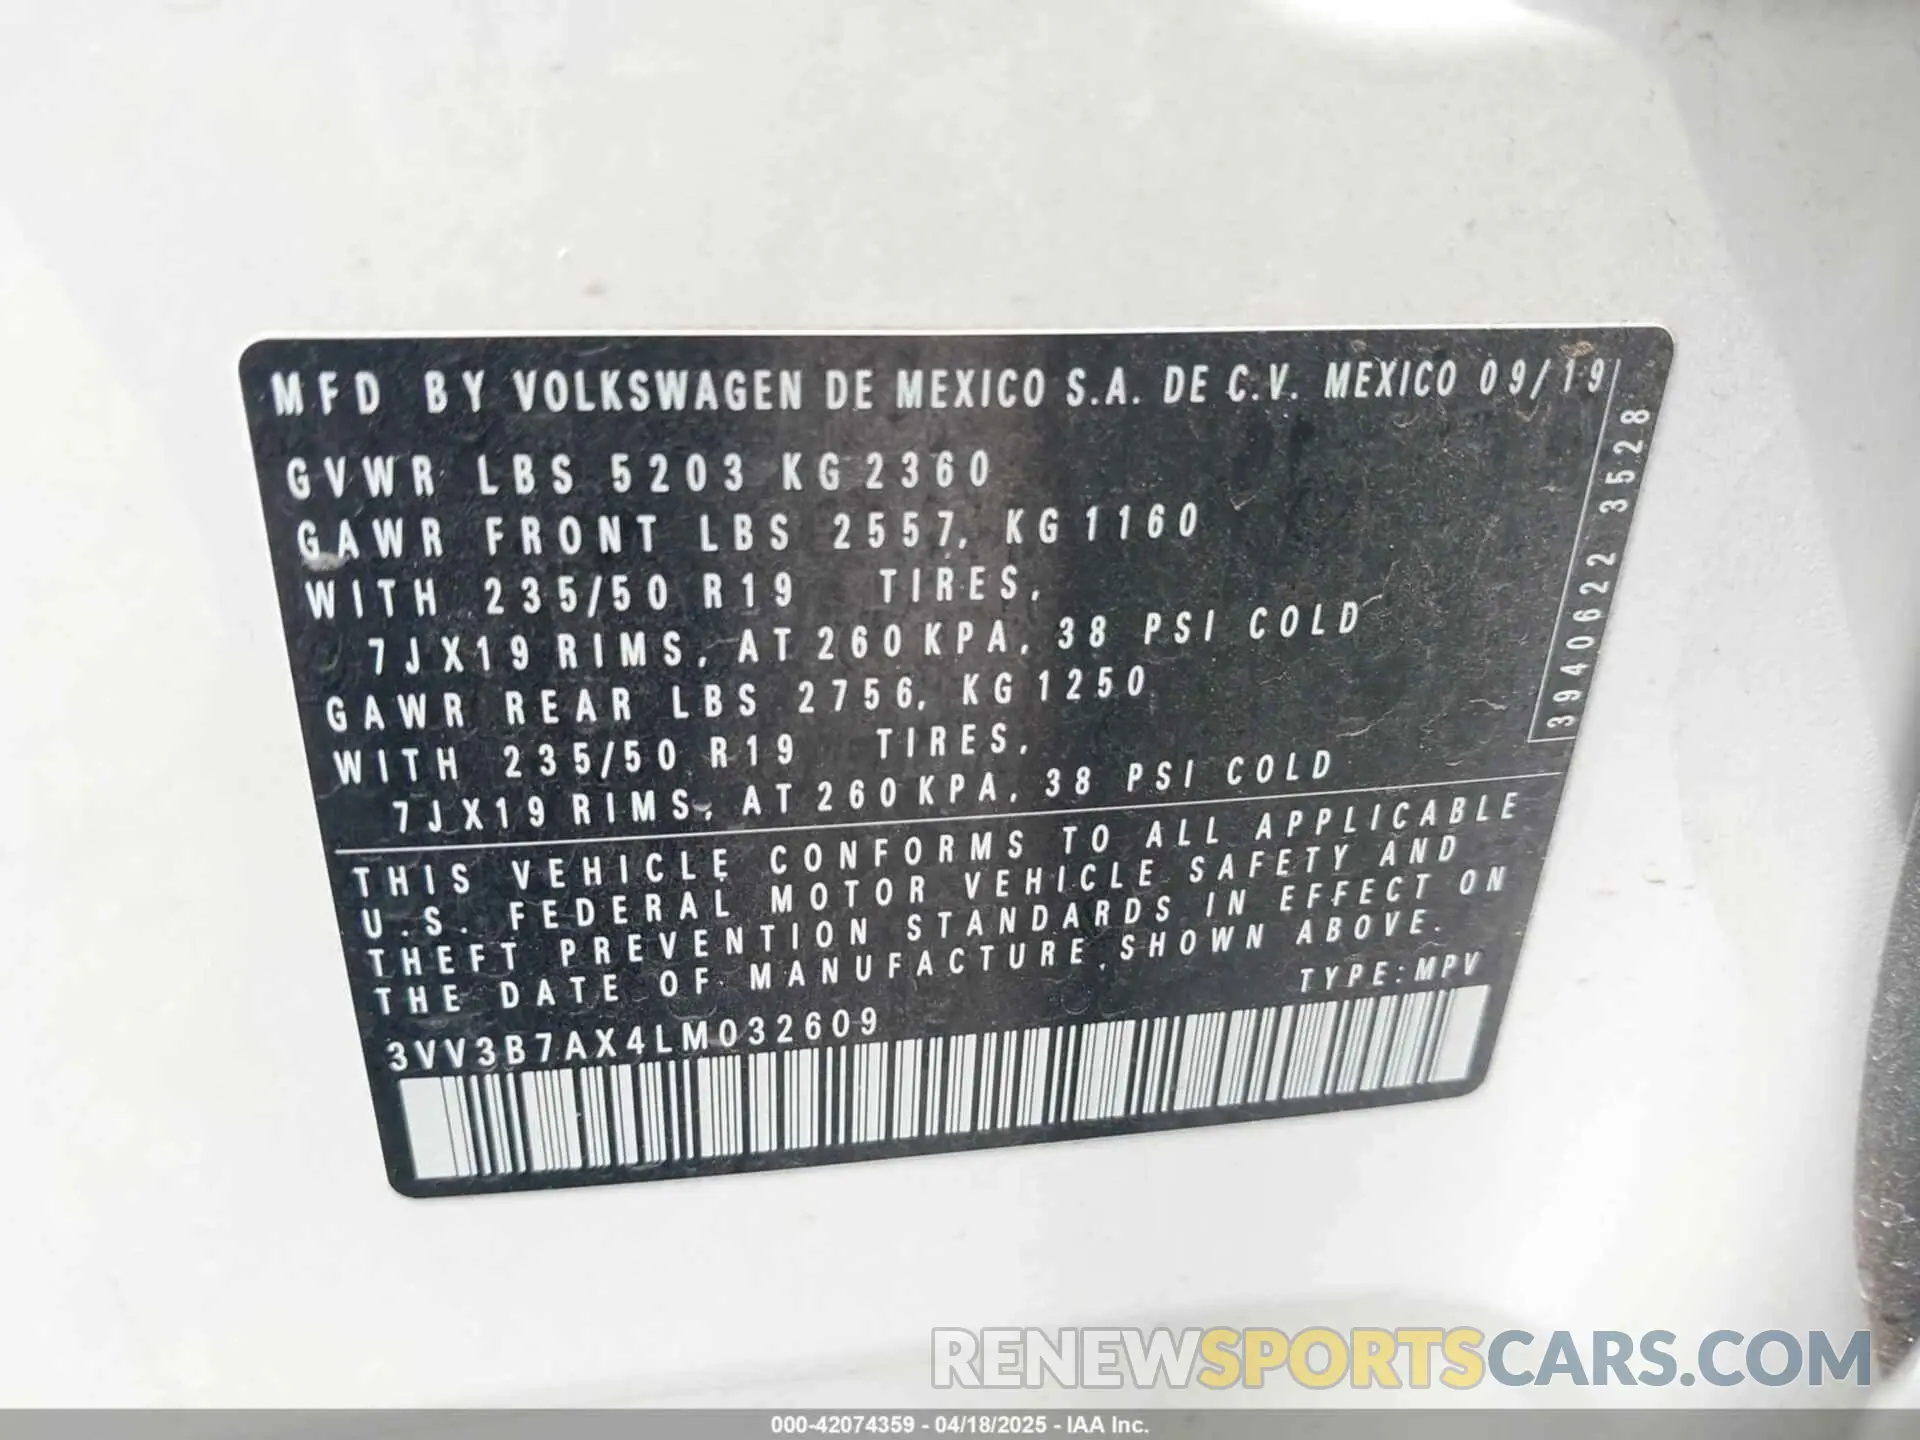 MFD BY VOLKSWAGEN DE MEXICO S.A. DE C.V. MEXICO 09/19
GVWR LBS 5203 KG 2360
GAWR FRONT LBS 2557, KG 1160
WITH 235/50 R19 TIRES,
7JX19 RIMS, AT 260 KPA, 38 PSI COLD
GAWR REAR LBS 2756, KG 1250
WITH 235/50 R19 TIRES,
7JX19 RIMS, AT 260 KPA, 38 PSI COLD
3940622 3528
THIS VEHICLE CONFORMS TO ALL APPLICABLE
U.S. FEDERAL MOTOR VEHICLE SAFETY AND
THEFT PREVENTION STANDARDS IN EFFECT ON
THE DATE OF MANUFACTURE SHOWN ABOVE.
TYPE: MPV
3VV3B7AX4LM032609
RENEWSPORTSCARS.COM
000-42074359 - 04/18/2025 - IAA Inc.